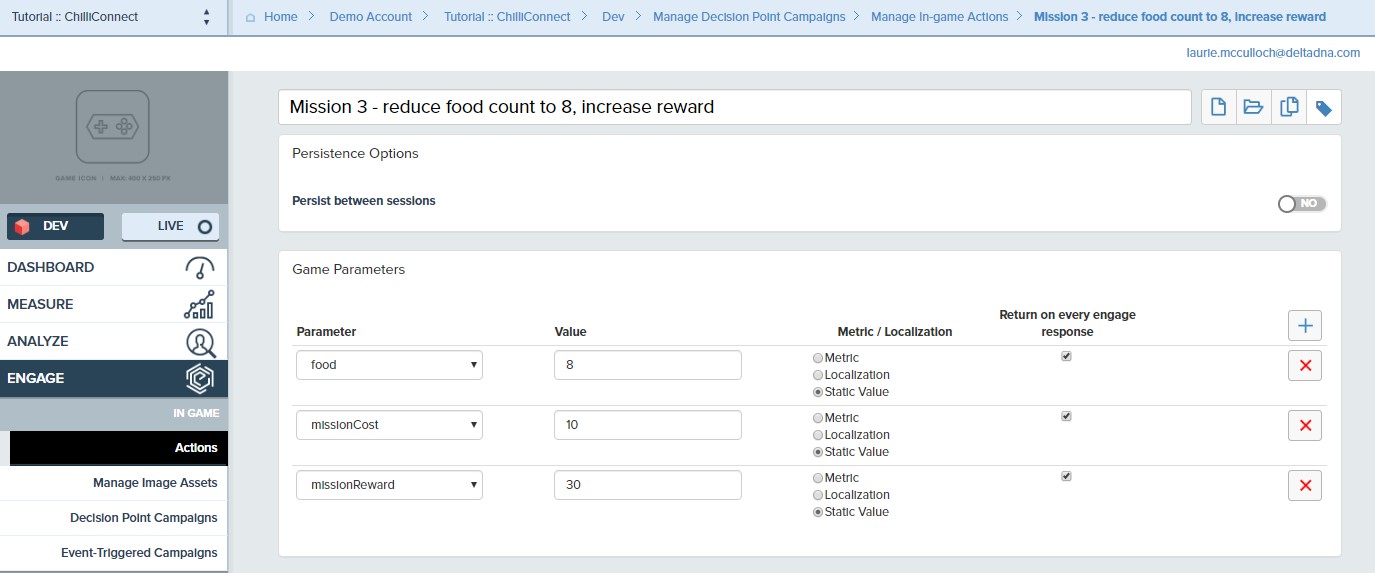 Tutorial :: ChilliConnect
Home
Demo Account
Tutorial :: ChilliConnect
Dev
Manage Decision Point Campaigns
Manage In-game Actions
Mission 3 - reduce food count to 8, increase reward
laurie.mcculloch@deltadna.com
GAME ICON / MAX 400 X 250 PX
DEV
LIVE
DASHBOARD
MEASURE
ANALYZE
ENGAGE
IN GAME
Actions
Manage Image Assets
Decision Point Campaigns
Event-Triggered Campaigns
Mission 3 - reduce food count to 8, increase reward
Persistence Options
Persist between sessions
NO
Game Parameters
Parameter
Value
Metric / Localization
Return on every engage
response
food
8
Metric
Localization
Static Value
missionCost
10
Metric
Localization
Static Value
missionReward
30
Metric
Localization
Static Value